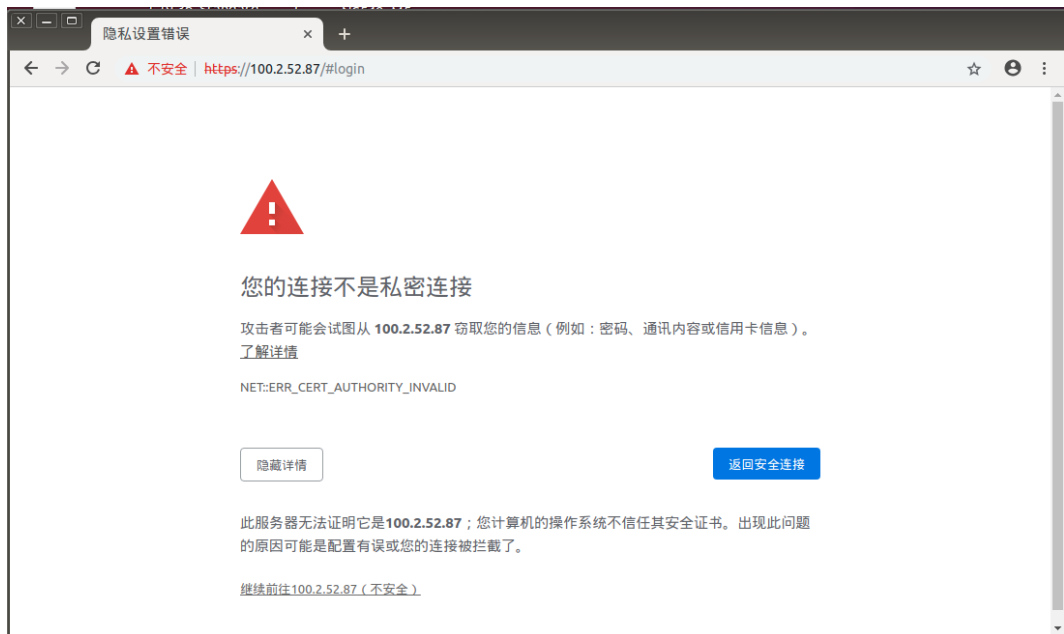 隐私设置错误
不安全 https://100.2.52.87/#login
您的连接不是私密连接
攻击者可能会试图从 100.2.52.87 窃取您的信息（例如：密码、通讯内容或信用卡信息）。
了解详情
NET::ERR_CERT_AUTHORITY_INVALID
隐藏详情 返回安全连接
此服务器无法证明它是100.2.52.87；您计算机的操作系统不信任其安全证书。出现此问题
的原因可能是配置有误或您的连接被拦截了。
继续前往100.2.52.87（不安全）